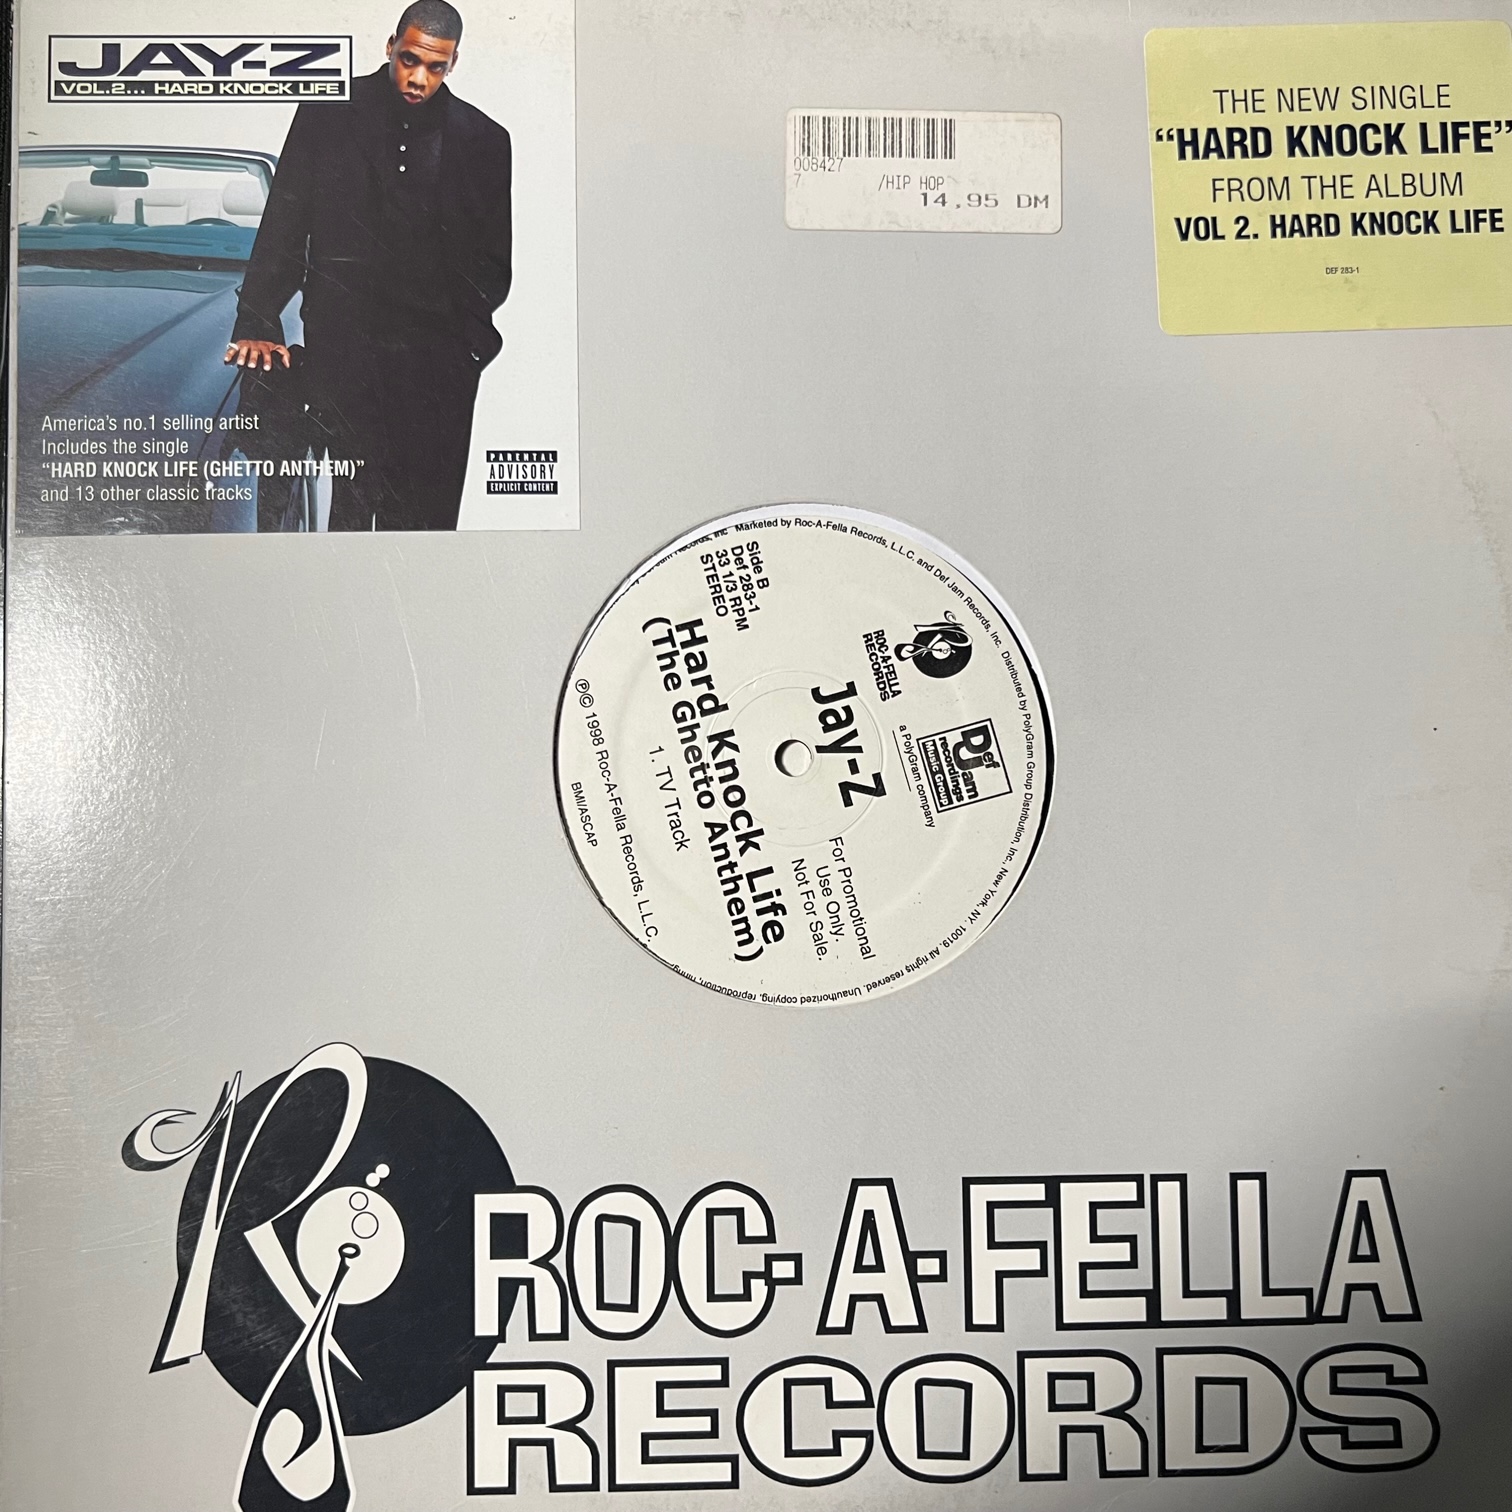 JAY-Z
VOL.2... HARD KNOCK LIFE
America's no.1 selling artist
Includes the single
"HARD KNOCK LIFE (GHETTO ANTHEM)"
and 13 other classic tracks
PARENTAL
ADVISORY
EXPLICIT CONTENT
008427
7 /HIP HOP
14,95 DM
THE NEW SINGLE
"HARD KNOCK LIFE"
FROM THE ALBUM
VOL 2. HARD KNOCK LIFE
DEF 283-1
Records, Inc Marketed by Roc-A-Fella Records, L.L.C. and Def Jam Records, Inc. Distributed by PolyGram Group Distribution, Inc., New York, NY. 10019. All rights reserved. Unauthorized copying, reproduction, hiring,
ROC-A-FELLA
RECORDS
Def
Jam
recordings
Music Group
a PolyGram company
Jay-Z
For Promotional
Use Only.
Not For Sale.
Side B
Def 283-1
33 1/3 RPM
STEREO
Hard Knock Life
(The Ghetto Anthem)
1. TV Track
℗© 1998 Roc-A-Fella Records, L.L.C.
BMI/ASCAP
ROC-A-FELLA
RECORDS